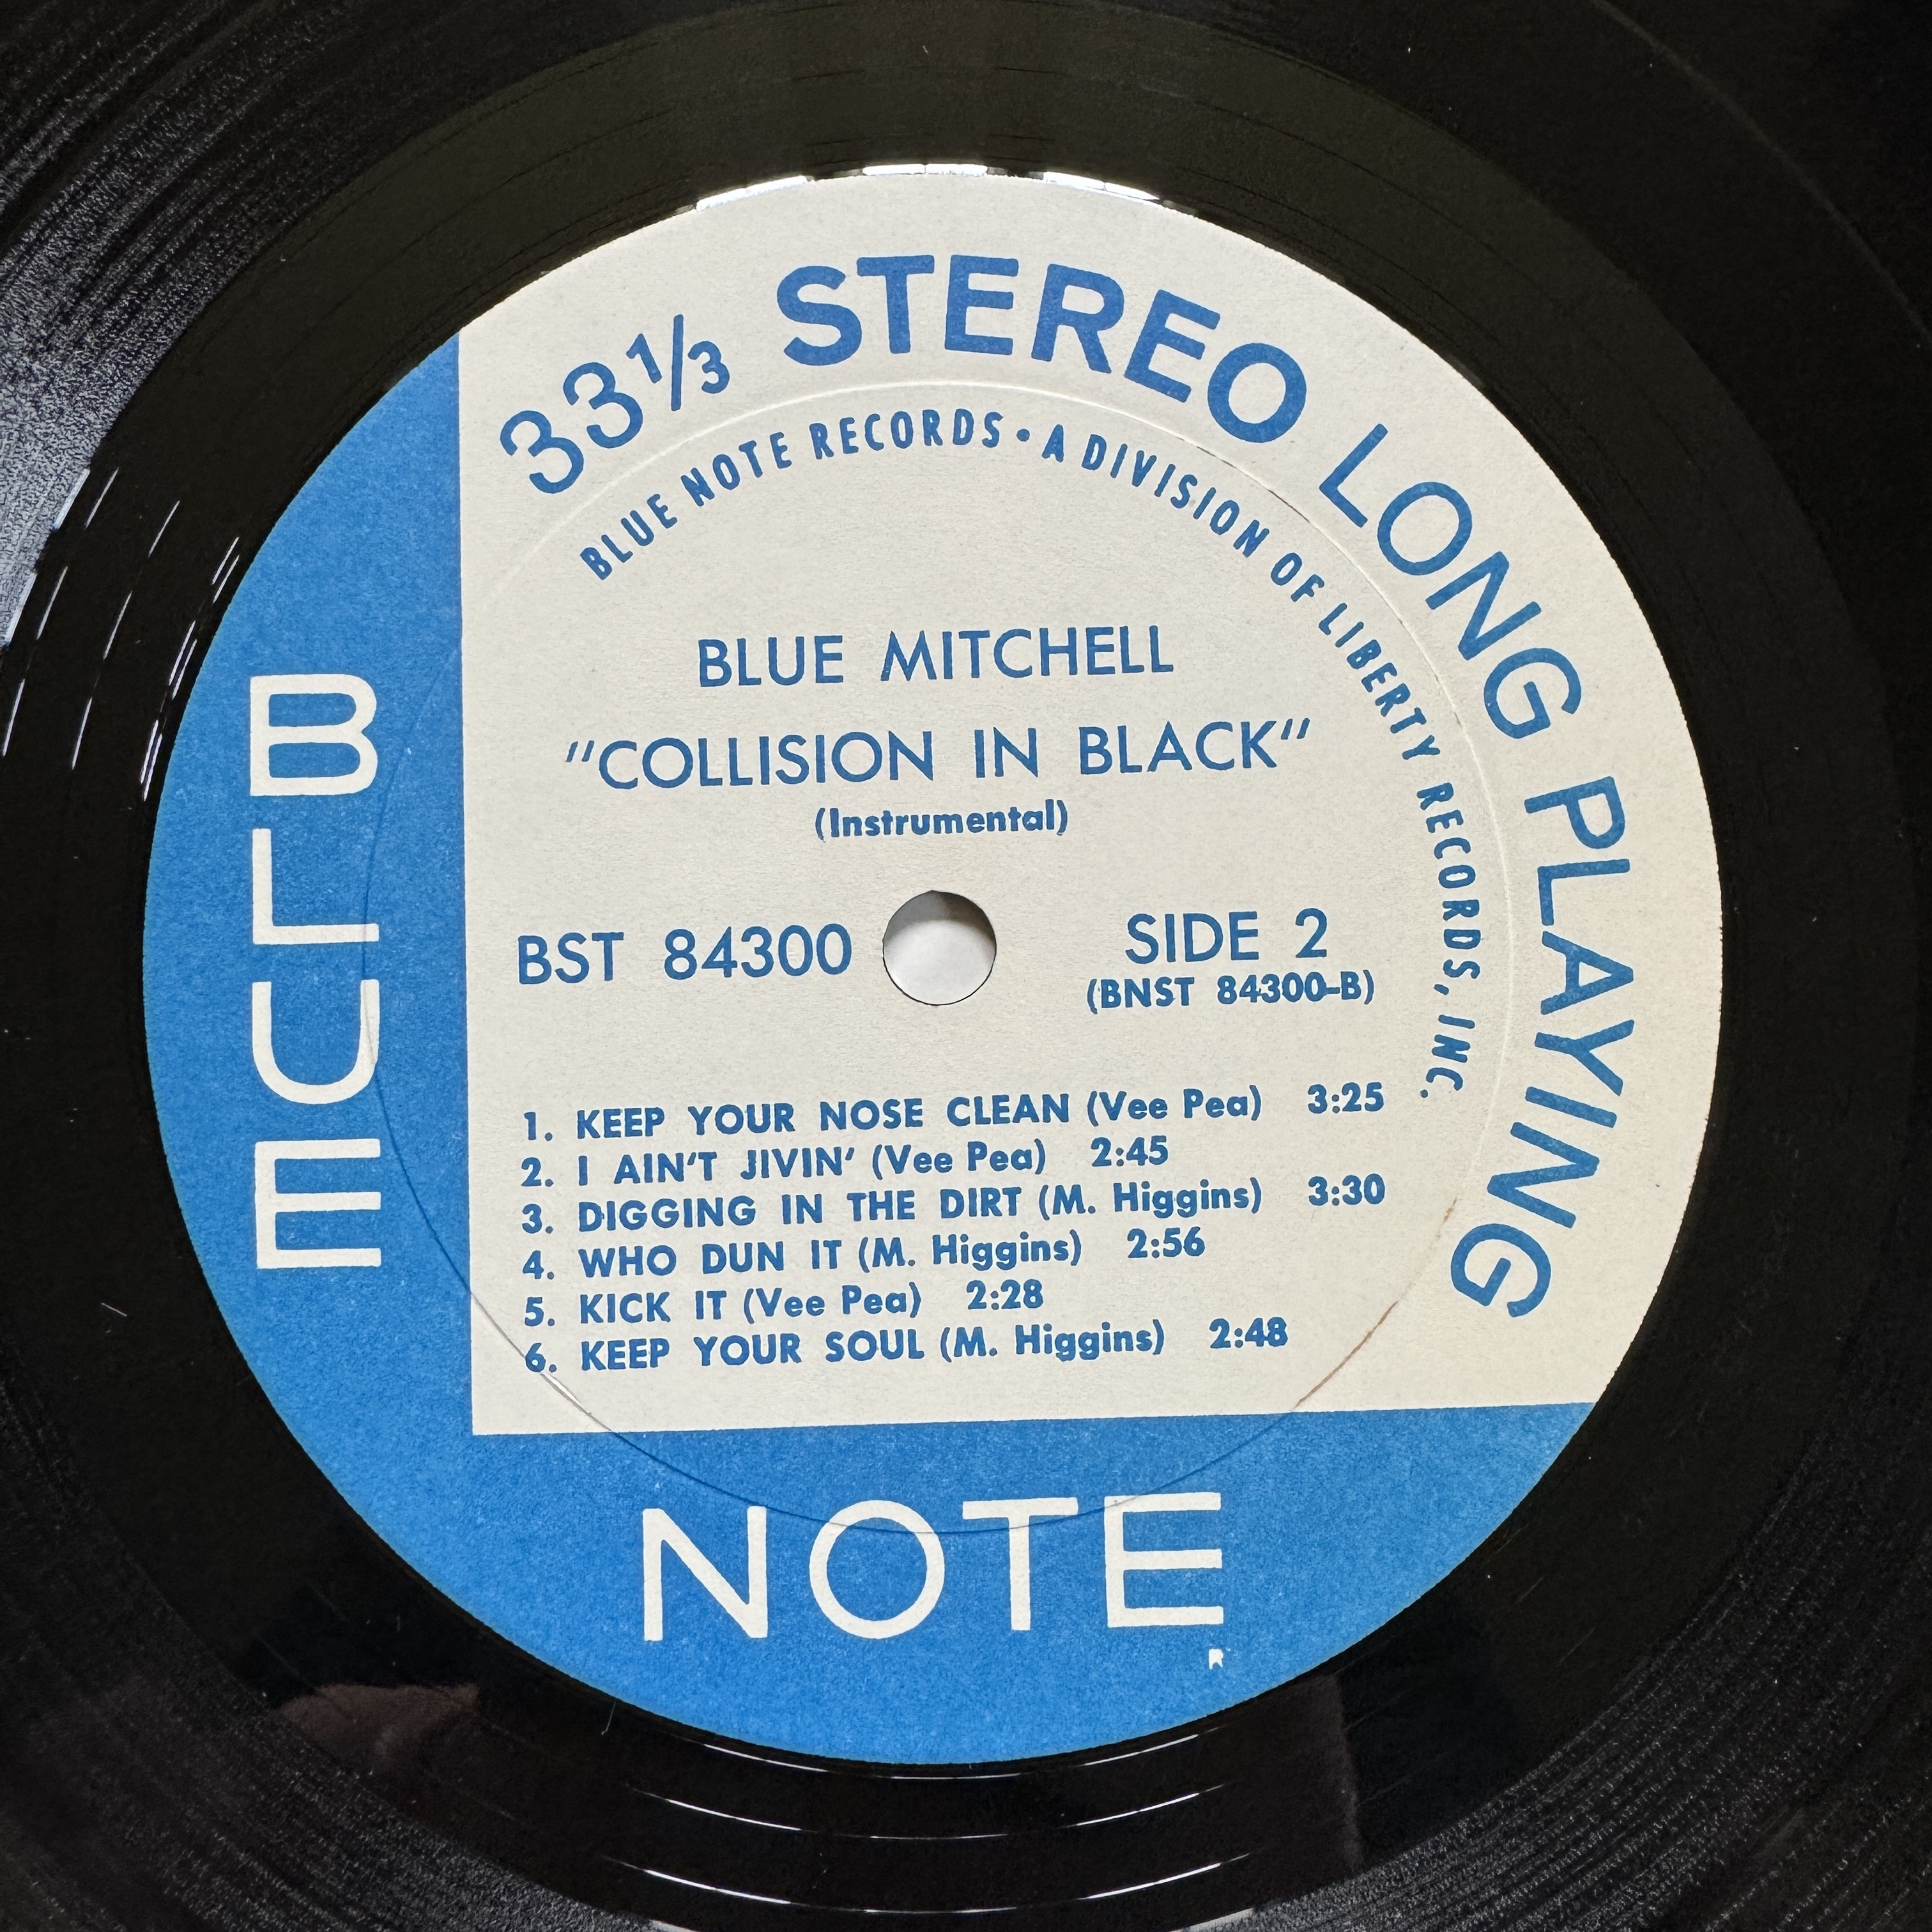 33⅓ STEREO LONG PLAYING
BLUE NOTE RECORDS • A DIVISION OF LIBERTY RECORDS, INC.
BLUE MITCHELL
"COLLISION IN BLACK"
(Instrumental)
BST 84300
SIDE 2
(BNST 84300-B)
1. KEEP YOUR NOSE CLEAN (Vee Pea) 3:25
2. I AIN'T JIVIN' (Vee Pea) 2:45
3. DIGGING IN THE DIRT (M. Higgins) 3:30
4. WHO DUN IT (M. Higgins) 2:56
5. KICK IT (Vee Pea) 2:28
6. KEEP YOUR SOUL (M. Higgins) 2:48
BLUE
NOTE
R